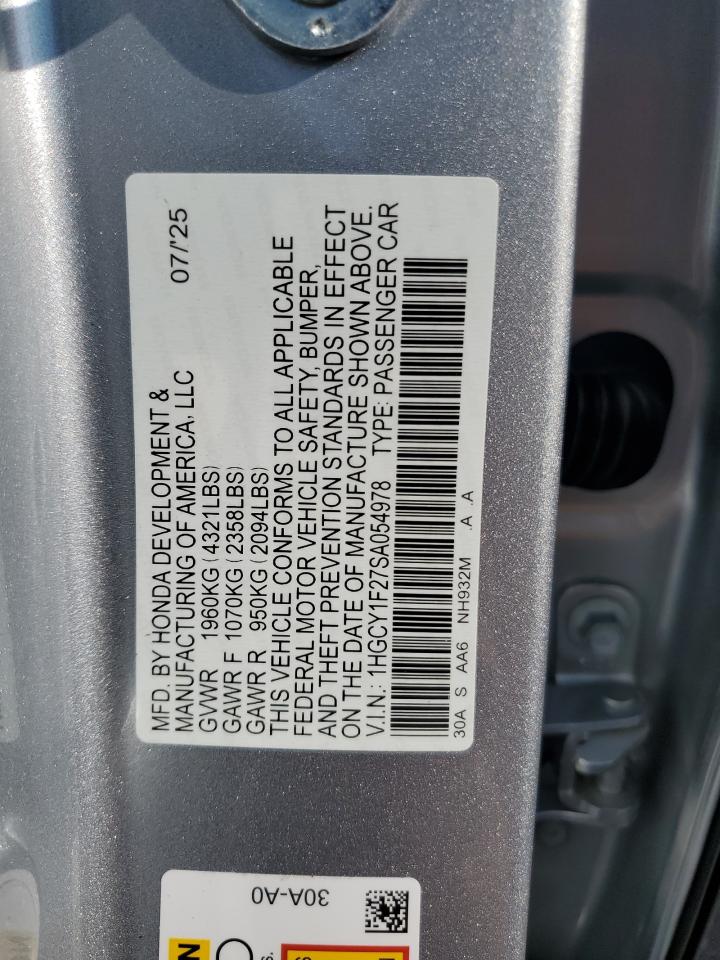 MFD. BY HONDA DEVELOPMENT &
MANUFACTURING OF AMERICA, LLC 07/'25
GVWR 1960KG (4321LBS)
GAWR F 1070KG (2358LBS)
GAWR R 950KG (2094LBS)
THIS VEHICLE CONFORMS TO ALL APPLICABLE
FEDERAL MOTOR VEHICLE SAFETY, BUMPER,
AND THEFT PREVENTION STANDARDS IN EFFECT
ON THE DATE OF MANUFACTURE SHOWN ABOVE.
V.I.N.: 1HGCY1F27SA054978 TYPE: PASSENGER CAR
30A S AA6 NH932M .A .A
30A-A0